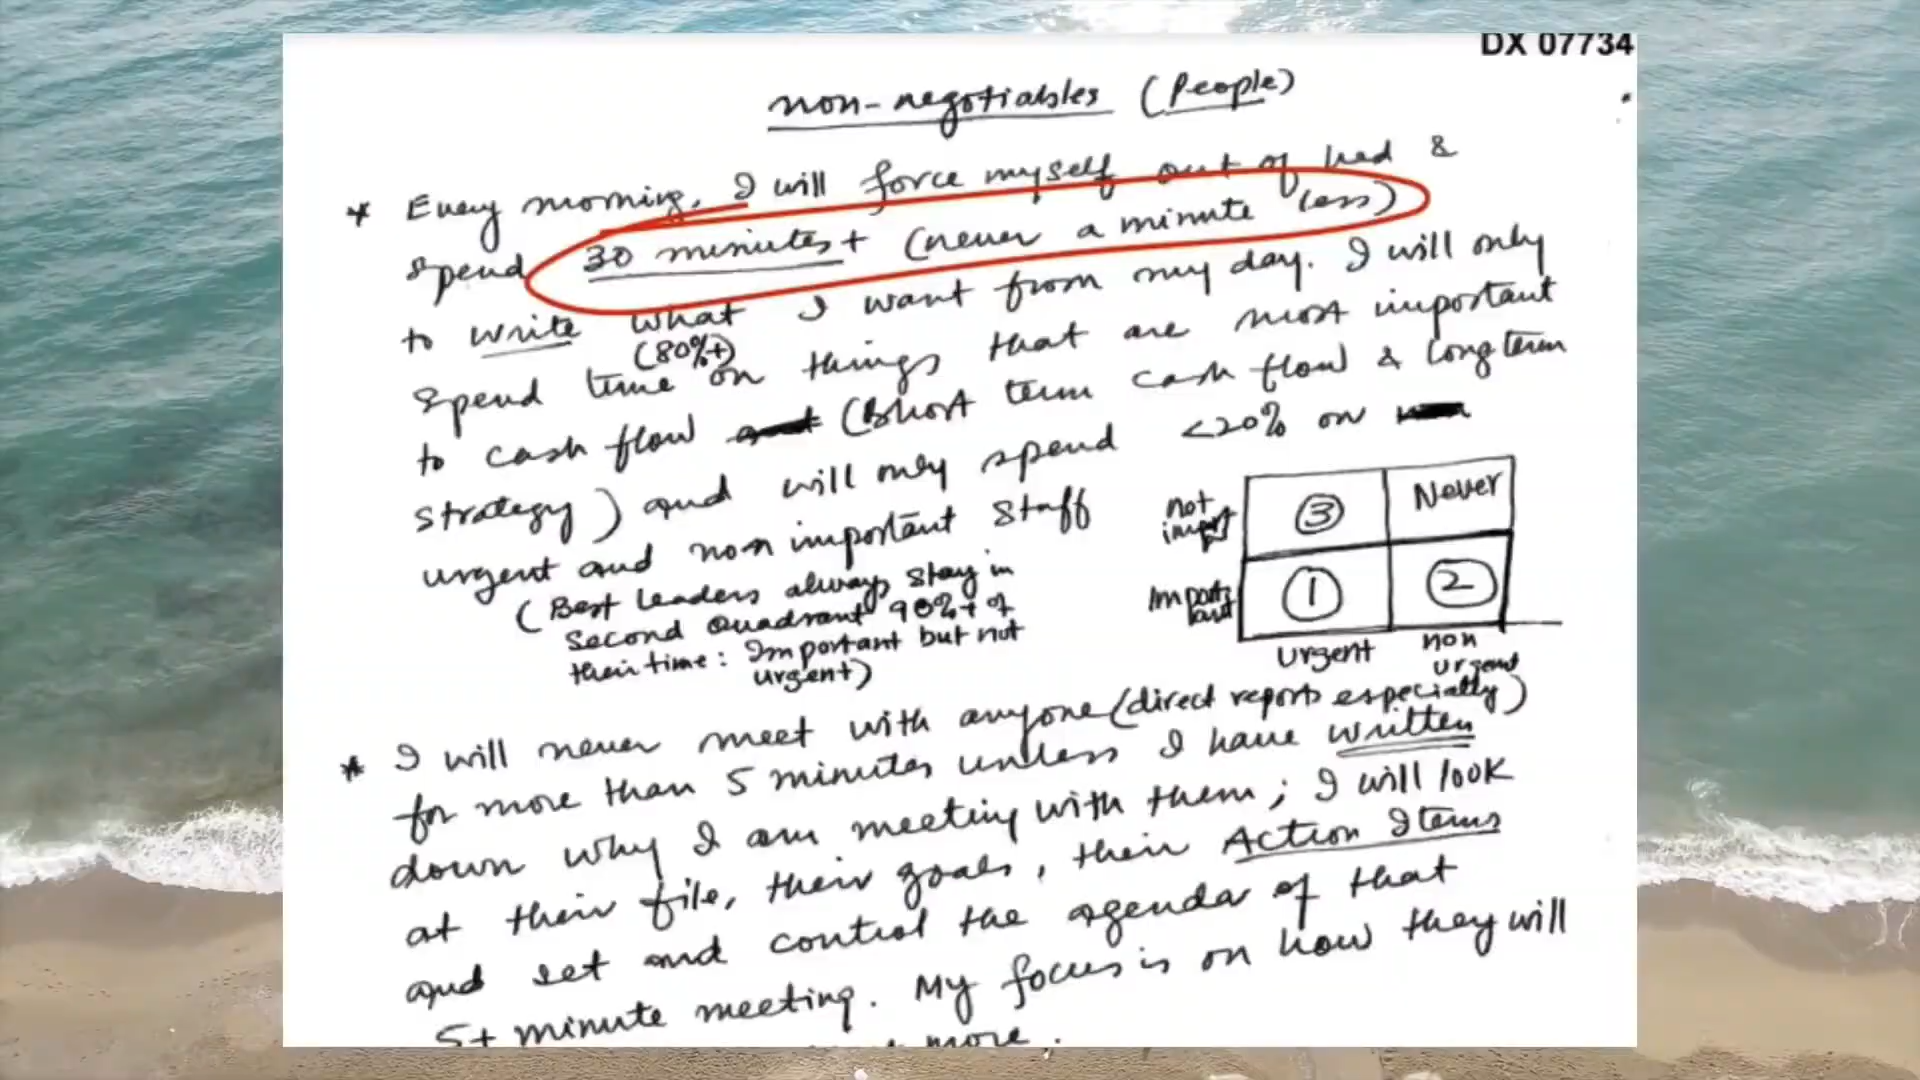 DX 07734
non-negotiables (People)
* Every morning, I will force myself out of bed &
spend 30 minutes+ (never a minute less)
to write what I want from my day. I will only
(80%+)
spend time on things that are most important
to cash flow (Short term cash flow & long term
strategy) and will only spend <20% on
urgent and non important staff
(Best leaders always stay in
second quadrant 90%+ of
their time: Important but not
urgent)
not import
3
Never
Important
1
2
urgent
non urgent
* I will never meet with anyone (direct reports especially)
for more than 5 minutes unless I have written
down why I am meeting with them; I will look
at their file, their goals, their Action Items
and set and control the agenda of that
5+ minute meeting. My focus is on how they will
more.